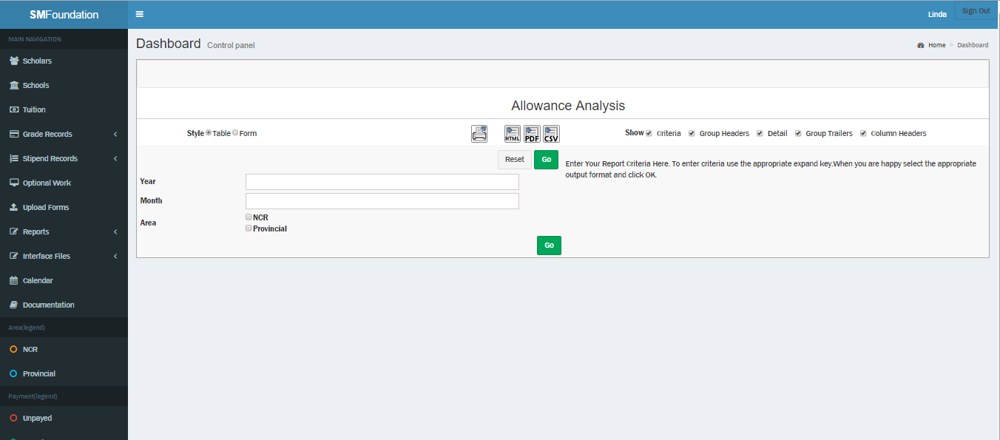 SMFoundation
Linda
Sign Out
MAIN NAVIGATION
Scholars
Schools
Tuition
Grade Records
Stipend Records
Optional Work
Upload Forms
Reports
Interface Files
Calendar
Documentation
Area(legend)
NCR
Provincial
Payment(legend)
Unpayed
Dashboard Control panel
Home > Dashboard
Allowance Analysis
Style Table Form
HTML PDF CSV
Show Criteria Group Headers Detail Group Trailers Column Headers
Reset Go
Enter Your Report Criteria Here. To enter criteria use the appropriate expand key.When you are happy select the appropriate
output format and click OK.
Year
Month
Area
NCR
Provincial
Go